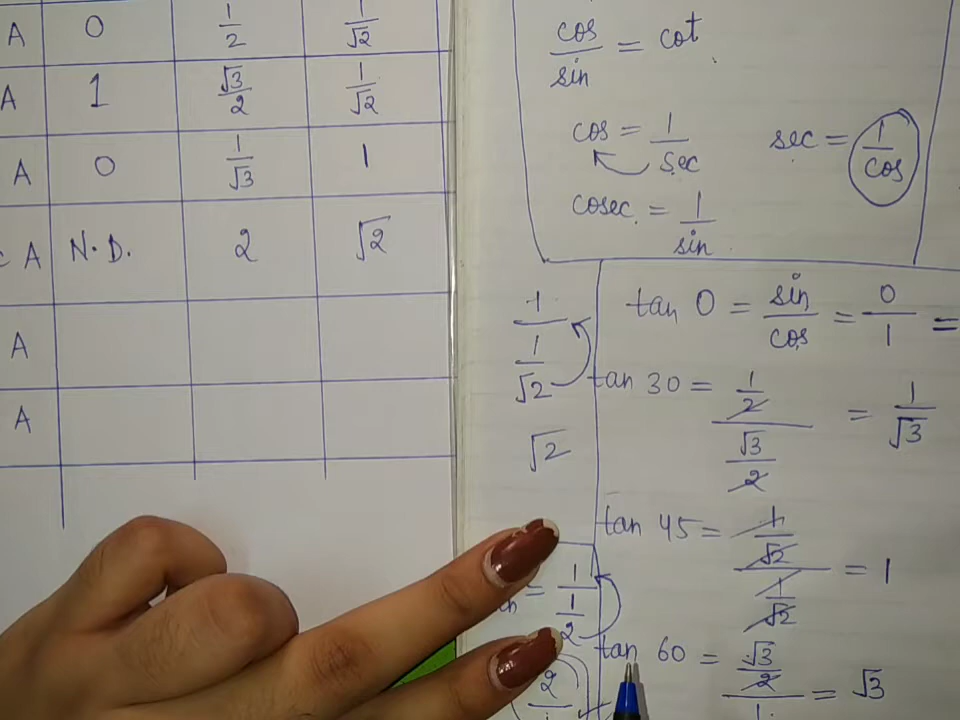 A 0 1/2 1/√2
A 1 √3/2 1/√2
A 0 1/√3 1
A N.D. 2 √2
A
A
cos/sin = cot
cos = 1/sec
sec = 1/cos
cosec = 1/sin
1/(1/√2)
√2
= 1/(1/2)
2
tan 0 = sin/cos = 0/1 =
tan 30 = (1/2)/(√3/2) = 1/√3
tan 45 = (1/√2)/(1/√2) = 1
tan 60 = (√3/2)/1 = √3